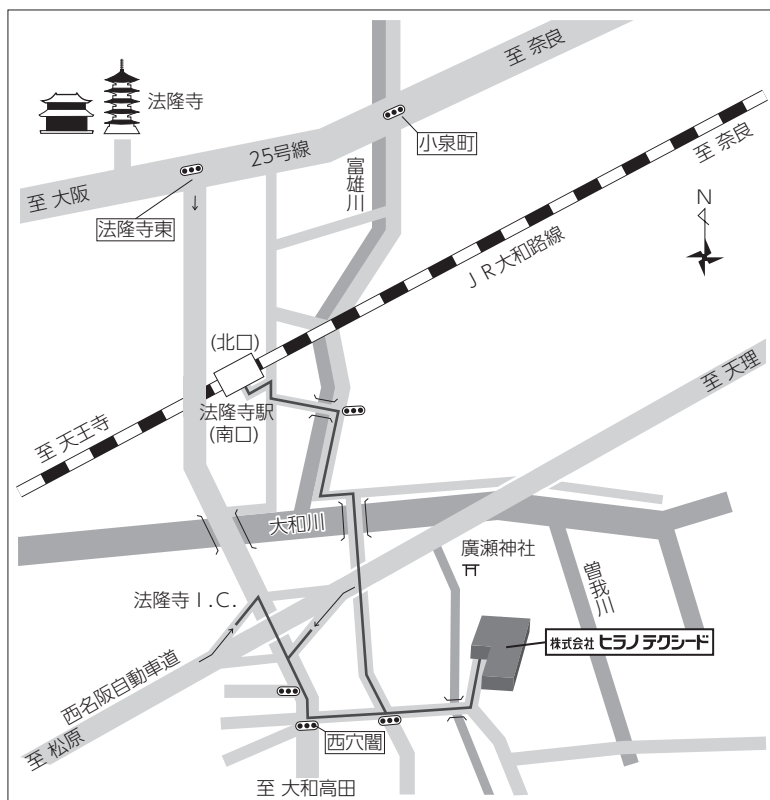 至 奈良
法隆寺
小泉町
25号線
至 奈良
富雄川
至 大阪
法隆寺東
N
JR大和路線
(北口)
至 天理
法隆寺駅
(南口)
至 天王寺
大和川
廣瀬神社
曽我川
法隆寺I.C.
株式会社 ヒラノテクシード
西名阪自動車道
西穴闇
至 松原
至 大和高田